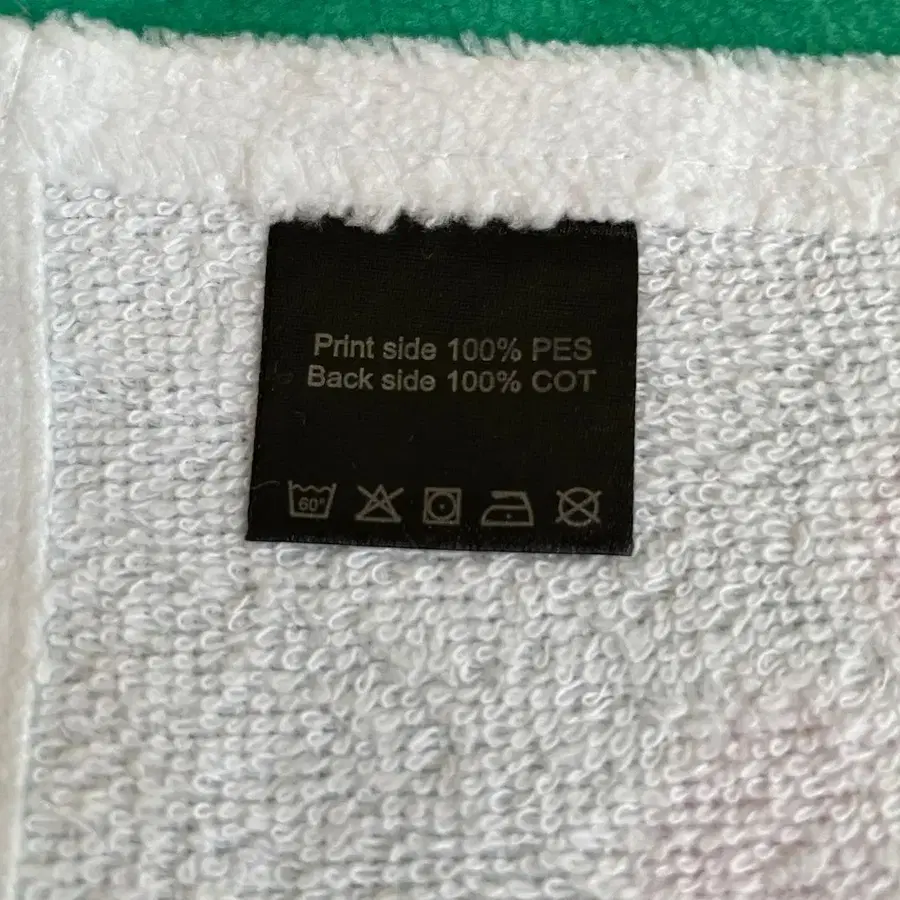 Print side 100% PES
Back side 100% COT
60°